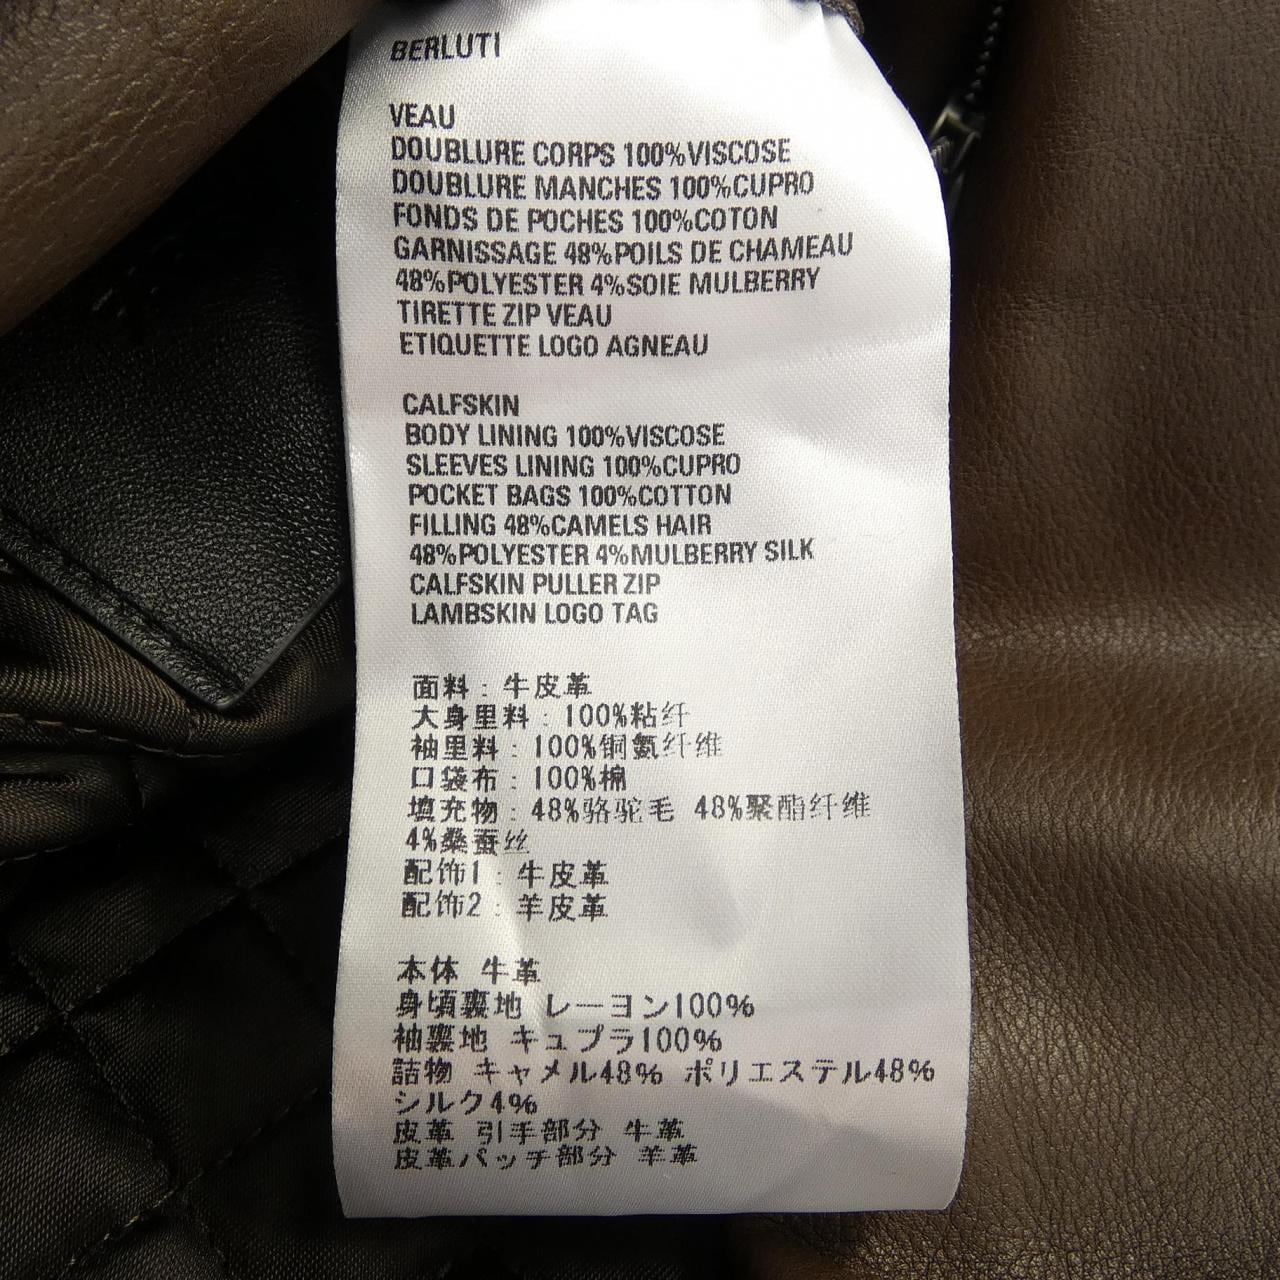 BERLUTI
VEAU
DOUBLURE CORPS 100%VISCOSE
DOUBLURE MANCHES 100%CUPRO
FONDS DE POCHES 100%COTON
GARNISSAGE 48%POILS DE CHAMEAU
48%POLYESTER 4%SOIE MULBERRY
TIRETTE ZIP VEAU
ETIQUETTE LOGO AGNEAU
CALFSKIN
BODY LINING 100%VISCOSE
SLEEVES LINING 100%CUPRO
POCKET BAGS 100%COTTON
FILLING 48%CAMELS HAIR
48%POLYESTER 4%MULBERRY SILK
CALFSKIN PULLER ZIP
LAMBSKIN LOGO TAG
面料：牛皮革
大身里料：100%粘纤
袖里料：100%铜氨纤维
口袋布：100%棉
填充物：48%骆驼毛 48%聚酯纤维
4%桑蚕丝
配饰1：牛皮革
配饰2：羊皮革
本体 牛革
身頃裏地 レーヨン100%
袖裏地 キュプラ100%
詰物 キャメル48% ポリエステル48%
シルク4%
皮革 引手部分 牛革
皮革パッチ部分 羊革